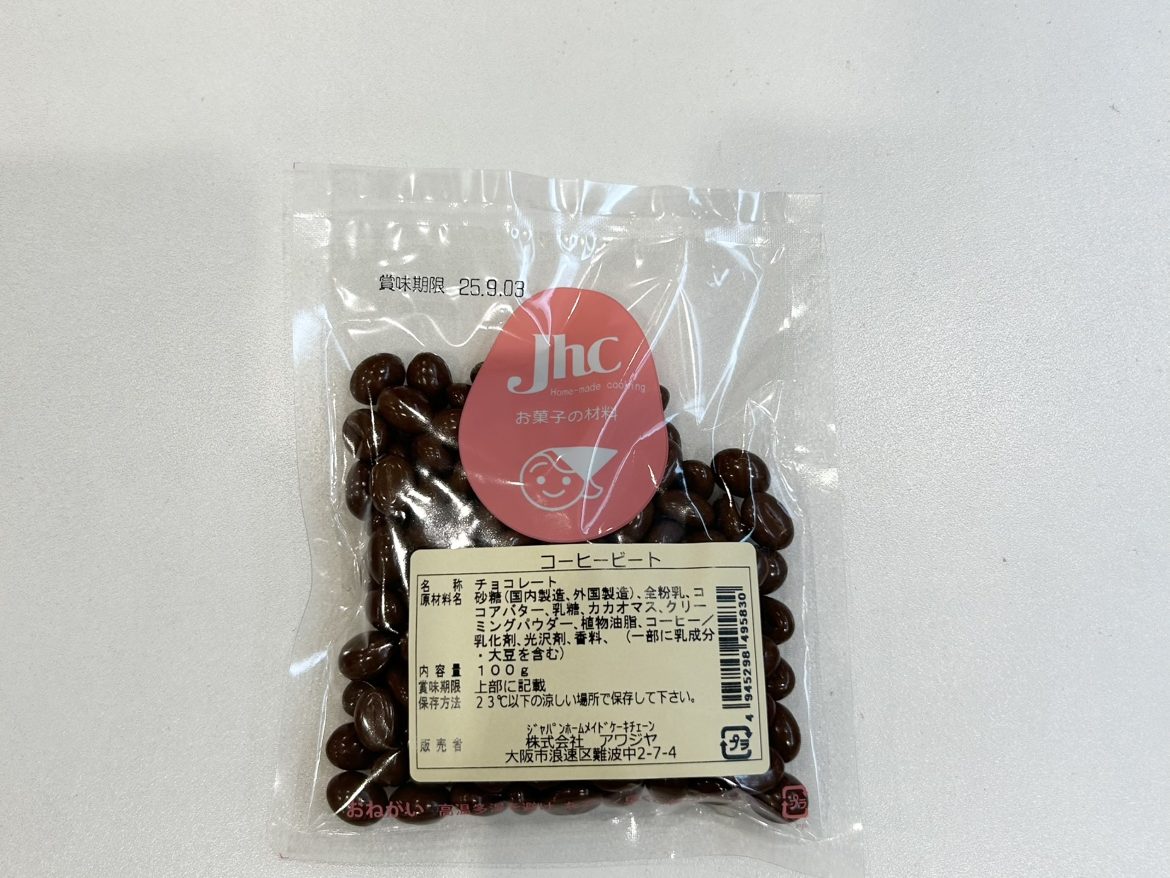 賞味期限 25.9.03
Jhc
Home-made cooking
お菓子の材料
コーヒービート
名称 チョコレート
原材料名 砂糖(国内製造、外国製造)、全粉乳、コ
コアバター、乳糖、カカオマス、クリー
ミングパウダー、植物油脂、コーヒー/
乳化剤、光沢剤、香料、 (一部に乳成分
・大豆を含む)
内容量 100g
賞味期限 上部に記載
保存方法 23℃以下の涼しい場所で保存して下さい。
ジャパンホームメイドケーキチェーン
販売者 株式会社 アワジヤ
大阪市浪速区難波中2-7-4
4945298495830
プラ
おねがい 高温多湿
プラ